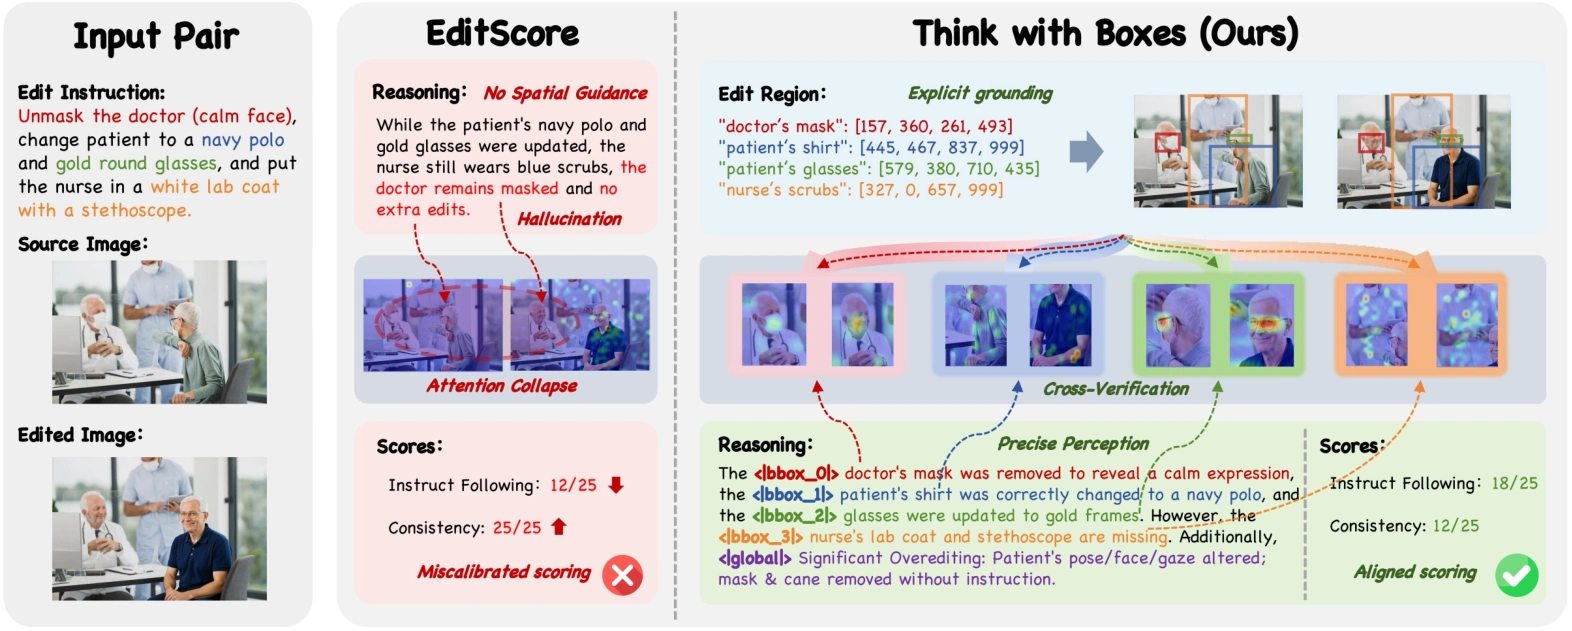 Input Pair
Edit Instruction:
Unmask the doctor (calm face),
change patient to a navy polo
and gold round glasses, and put
the nurse in a white lab coat
with a stethoscope.
Source Image:
Edited Image:
EditScore
Reasoning: No Spatial Guidance
While the patient's navy polo and
gold glasses were updated, the
nurse still wears blue scrubs, the
doctor remains masked and no
extra edits.
Hallucination
Attention Collapse
Scores:
Instruct Following: 12/25
Consistency: 25/25
Miscalibrated scoring
Think with Boxes (Ours)
Edit Region: Explicit grounding
"doctor's mask": [157, 360, 261, 493]
"patient's shirt": [445, 467, 837, 999]
"patient's glasses": [579, 380, 710, 435]
"nurse's scrubs": [327, 0, 657, 999]
Cross-Verification
Reasoning: Precise Perception
The <|bbox_0|> doctor's mask was removed to reveal a calm expression,
the <|bbox_1|> patient's shirt was correctly changed to a navy polo, and
the <|bbox_2|> glasses were updated to gold frames. However, the
<|bbox_3|> nurse's lab coat and stethoscope are missing. Additionally,
<|global|> Significant Overediting: Patient's pose/face/gaze altered;
mask & cane removed without instruction.
Scores:
Instruct Following: 18/25
Consistency: 12/25
Aligned scoring